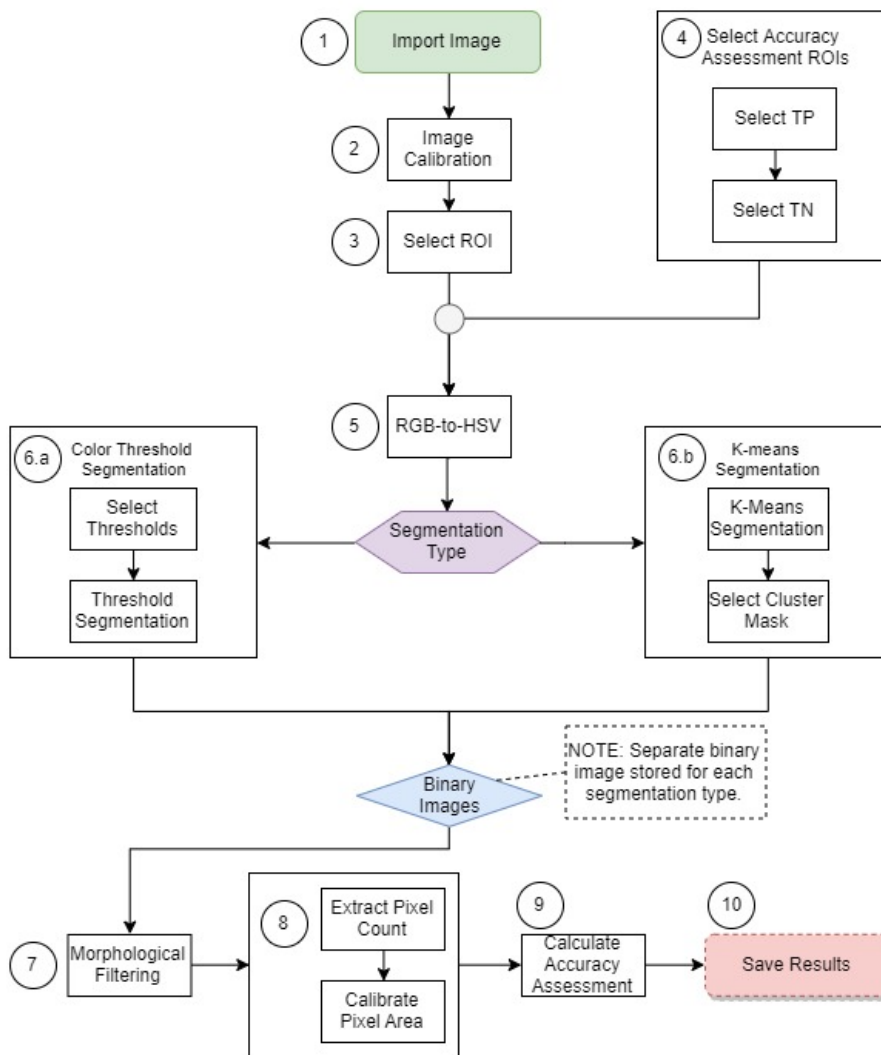 1
Import Image
4
Select Accuracy
Assessment ROIs
Select TP
Select TN
2
Image
Calibration
3
Select ROI
5
RGB-to-HSV
6.a
Color Threshold
Segmentation
Select
Thresholds
Threshold
Segmentation
Segmentation
Type
6.b
K-means
Segmentation
K-Means
Segmentation
Select Cluster
Mask
NOTE: Separate binary
image stored for each
segmentation type.
Binary
Images
7
Morphological
Filtering
8
Extract Pixel
Count
Calibrate
Pixel Area
9
Calculate
Accuracy
Assessment
10
Save Results